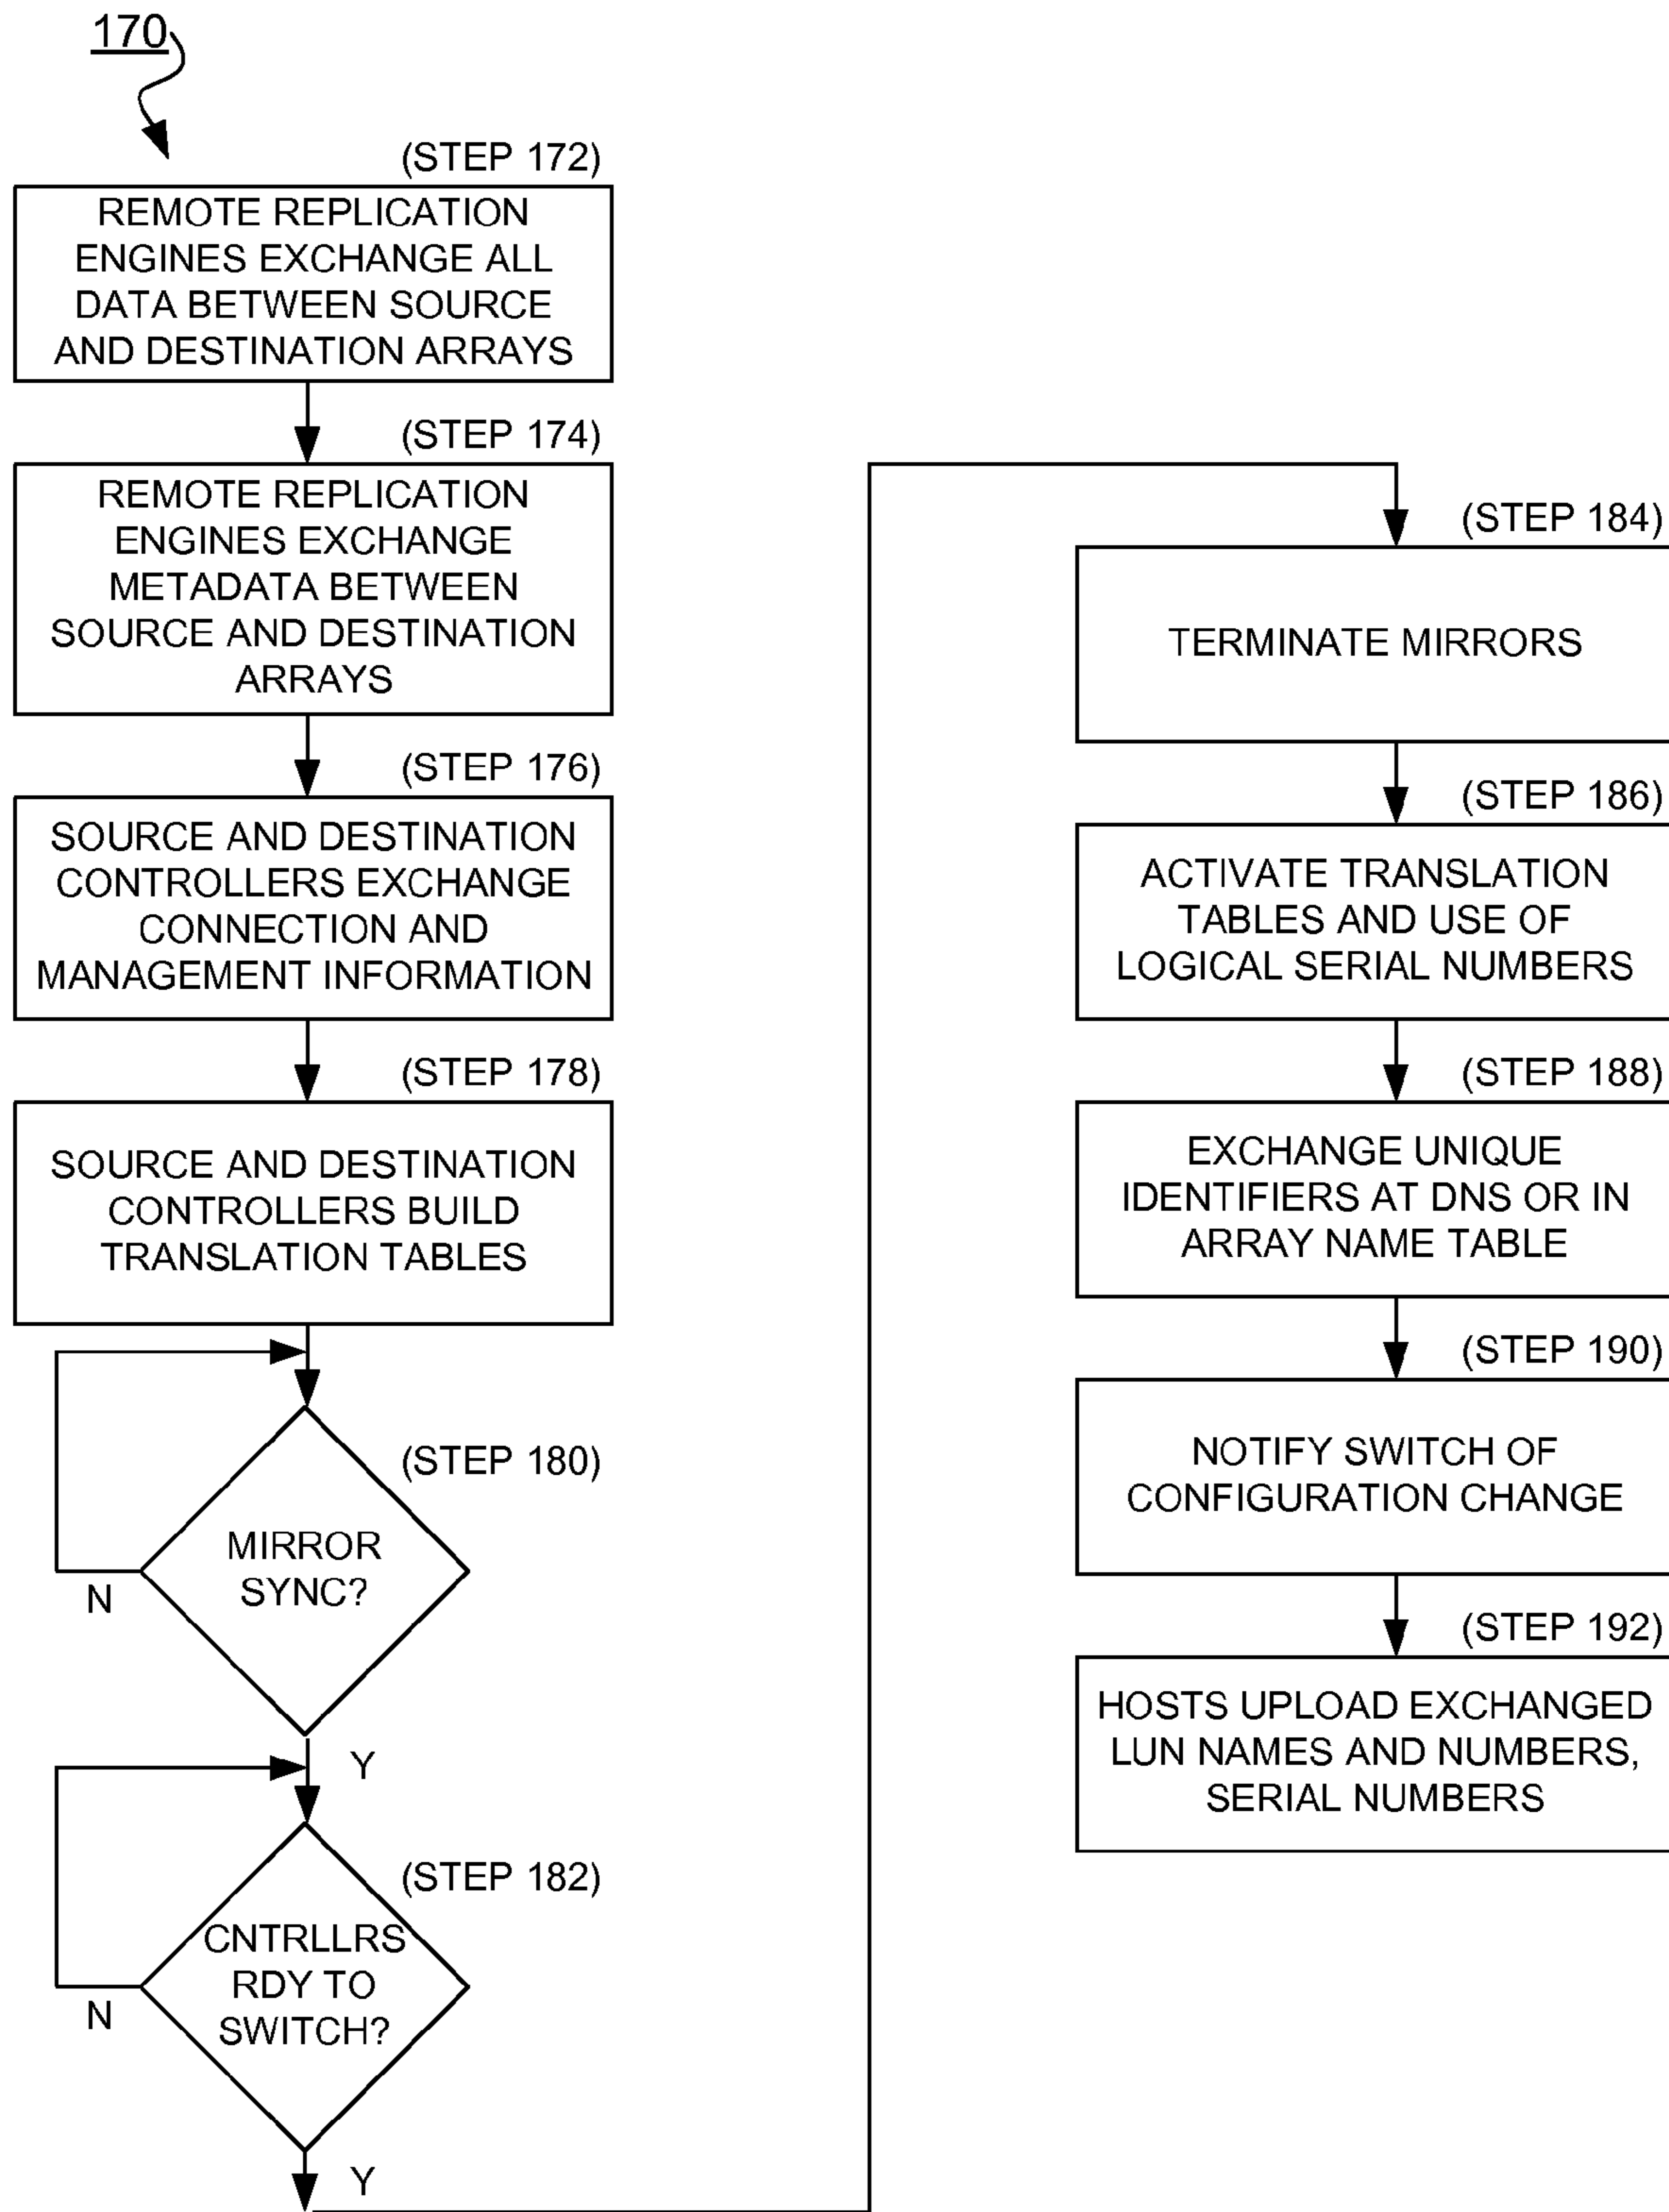 170
(STEP 172)
REMOTE REPLICATION
ENGINES EXCHANGE ALL
DATA BETWEEN SOURCE
AND DESTINATION ARRAYS
(STEP 174)
REMOTE REPLICATION
ENGINES EXCHANGE
METADATA BETWEEN
SOURCE AND DESTINATION
ARRAYS
(STEP 176)
SOURCE AND DESTINATION
CONTROLLERS EXCHANGE
CONNECTION AND
MANAGEMENT INFORMATION
(STEP 178)
SOURCE AND DESTINATION
CONTROLLERS BUILD
TRANSLATION TABLES
(STEP 180)
MIRROR
SYNC?
N
Y
(STEP 182)
CNTRLLRS
RDY TO
SWITCH?
N
Y
(STEP 184)
TERMINATE MIRRORS
(STEP 186)
ACTIVATE TRANSLATION
TABLES AND USE OF
LOGICAL SERIAL NUMBERS
(STEP 188)
EXCHANGE UNIQUE
IDENTIFIERS AT DNS OR IN
ARRAY NAME TABLE
(STEP 190)
NOTIFY SWITCH OF
CONFIGURATION CHANGE
(STEP 192)
HOSTS UPLOAD EXCHANGED
LUN NAMES AND NUMBERS,
SERIAL NUMBERS